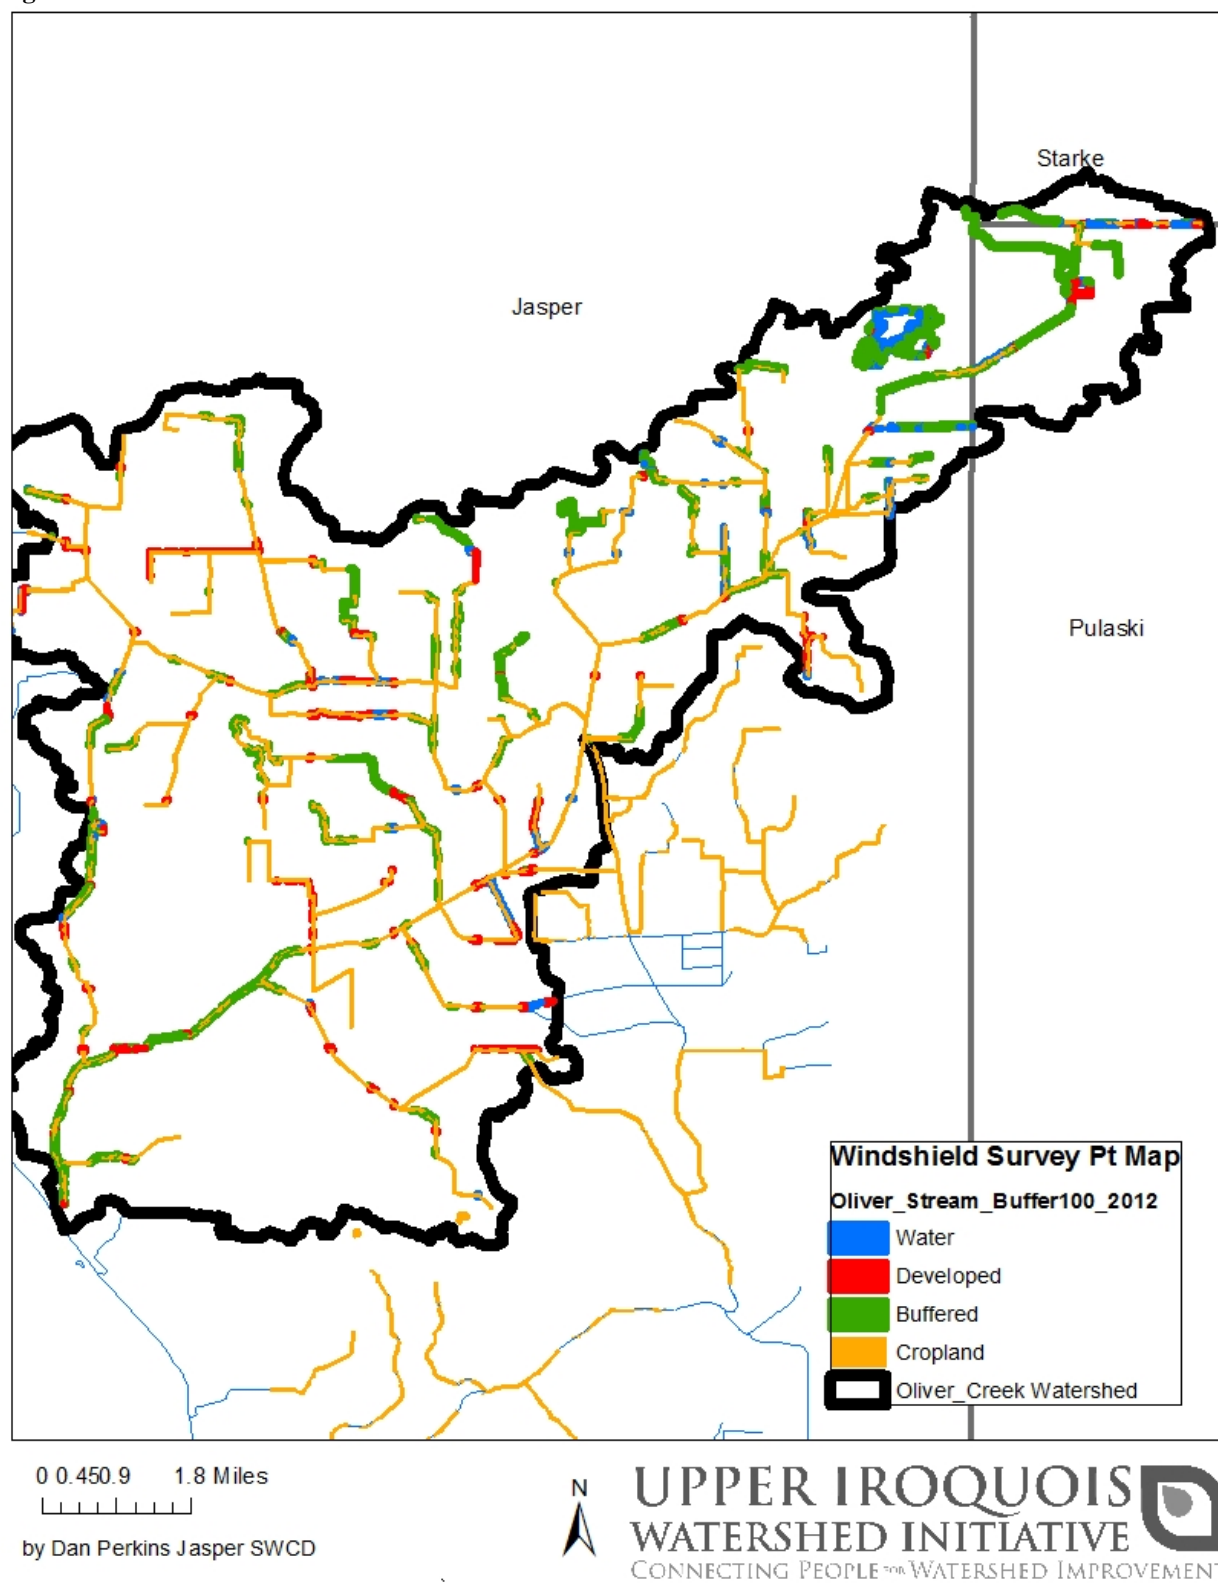 Starke
Jasper
Pulaski
Windshield Survey Pt Map
Oliver_Stream_Buffer100_2012
Water
Developed
Buffered
Cropland
Oliver_Creek Watershed
0 0.450.9 1.8 Miles
by Dan Perkins Jasper SWCD
N
UPPER IROQUOIS
WATERSHED INITIATIVE
CONNECTING PEOPLE FOR WATERSHED IMPROVEMENT